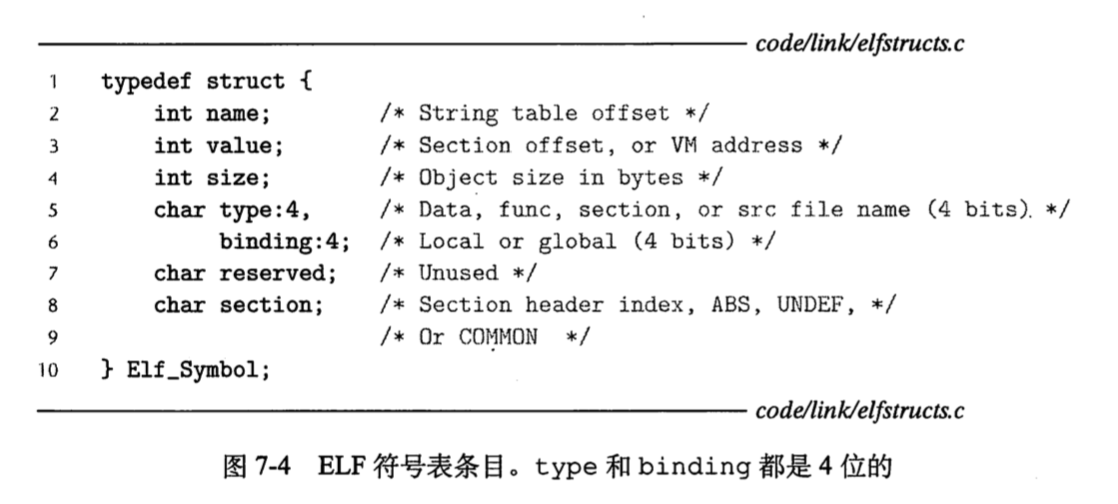 code/link/elfstructs.c
1 typedef struct {
2 int name; /* String table offset */
3 int value; /* Section offset, or VM address */
4 int size; /* Object size in bytes */
5 char type:4, /* Data, func, section, or src file name (4 bits). */
6 binding:4; /* Local or global (4 bits) */
7 char reserved; /* Unused */
8 char section; /* Section header index, ABS, UNDEF, */
9 /* Or COMMON */
10 } Elf_Symbol;
code/link/elfstructs.c
图 7-4 ELF 符号表条目。type 和 binding 都是 4 位的